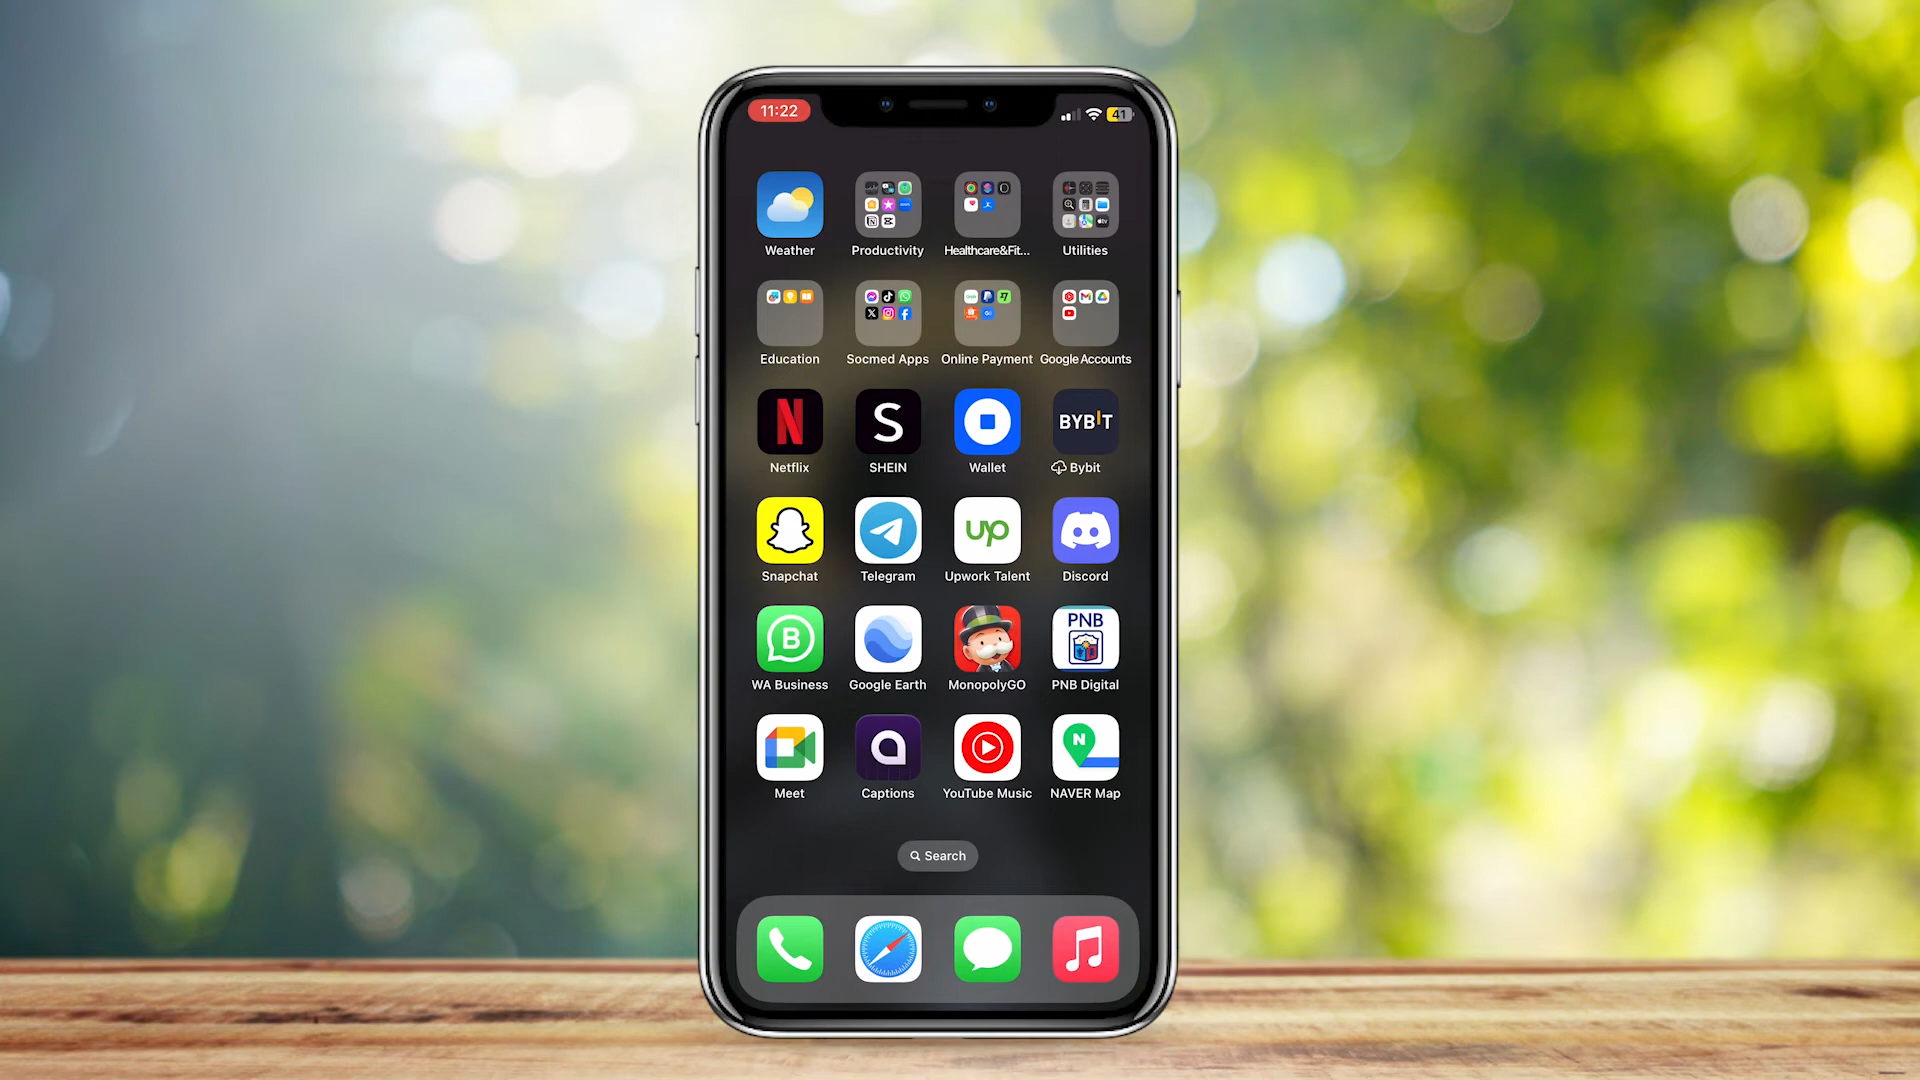 11:22 41
Weather Productivity Healthcare&Fit... Utilities
Education Socmed Apps Online Payment Google Accounts
N S BYBIT
Netflix SHEIN Wallet Bybit
up
Snapchat Telegram Upwork Talent Discord
B PNB
WA Business Google Earth MonopolyGO PNB Digital
N
Meet Captions YouTube Music NAVER Map
Search